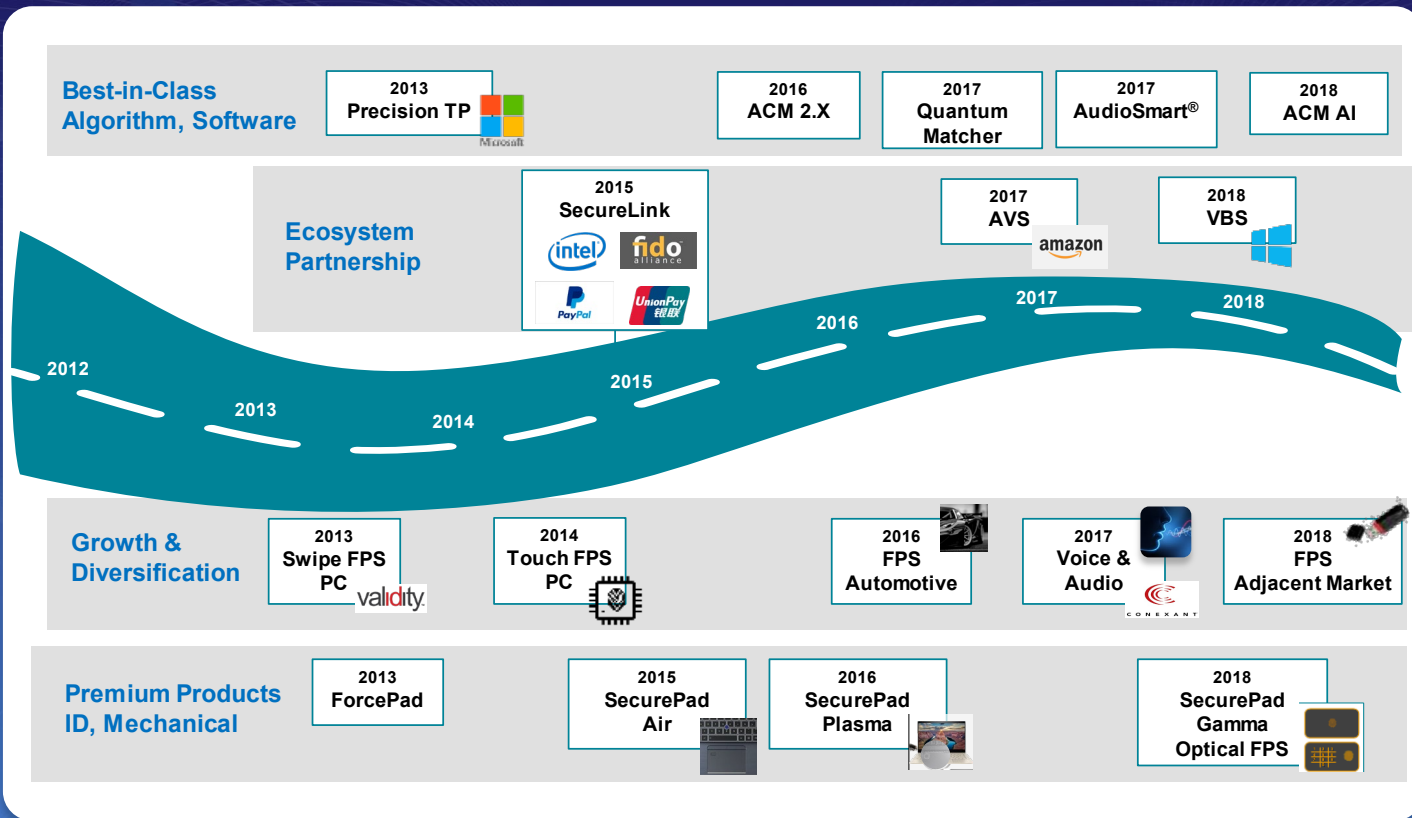 Best-in-Class
Algorithm, Software
2013
Precision TP
Microsoft
2016
ACM 2.X
2017
Quantum
Matcher
2017
AudioSmart®
2018
ACM AI
Ecosystem
Partnership
2015
SecureLink
intel
fido
alliance
PayPal
UnionPay
银联
2017
AVS
amazon
2018
VBS
2012
2013
2014
2015
2016
2017
2018
Growth &
Diversification
2013
Swipe FPS
PC
validity
2014
Touch FPS
PC
2016
FPS
Automotive
2017
Voice &
Audio
CONEXANT
2018
FPS
Adjacent Market
Premium Products
ID, Mechanical
2013
ForcePad
2015
SecurePad
Air
2016
SecurePad
Plasma
2018
SecurePad
Gamma
Optical FPS